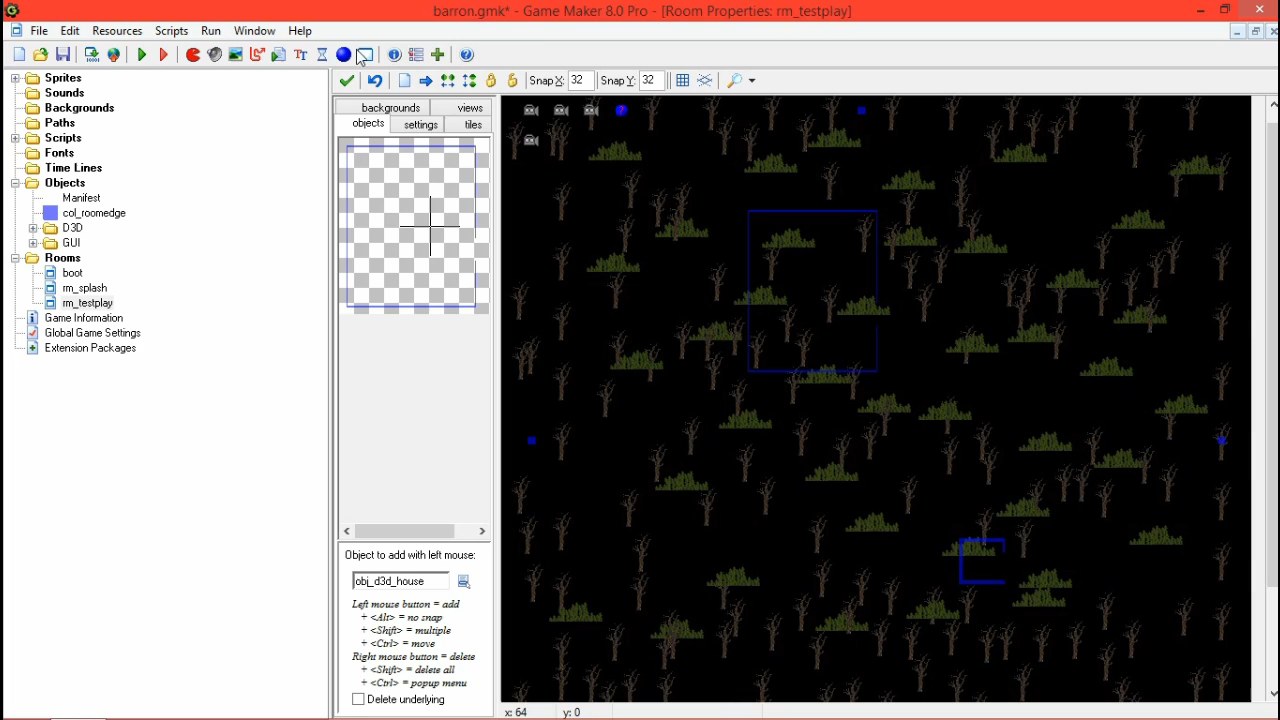 barron.gmk* - Game Maker 8.0 Pro - [Room Properties: rm_testplay]
File Edit Resources Scripts Run Window Help
Snap X: 32 Snap Y: 32
Sprites
Sounds
Backgrounds
Paths
Scripts
Fonts
Time Lines
Objects
Manifest
col_roomedge
D3D
GUI
Rooms
boot
rm_splash
rm_testplay
Game Information
Global Game Settings
Extension Packages
backgrounds views
objects settings tiles
Object to add with left mouse:
obj_d3d_house
Left mouse button = add
+ <Alt> = no snap
+ <Shift> = multiple
+ <Ctrl> = move
Right mouse button = delete
+ <Shift> = delete all
+ <Ctrl> = popup menu
Delete underlying
x: 64 y: 0